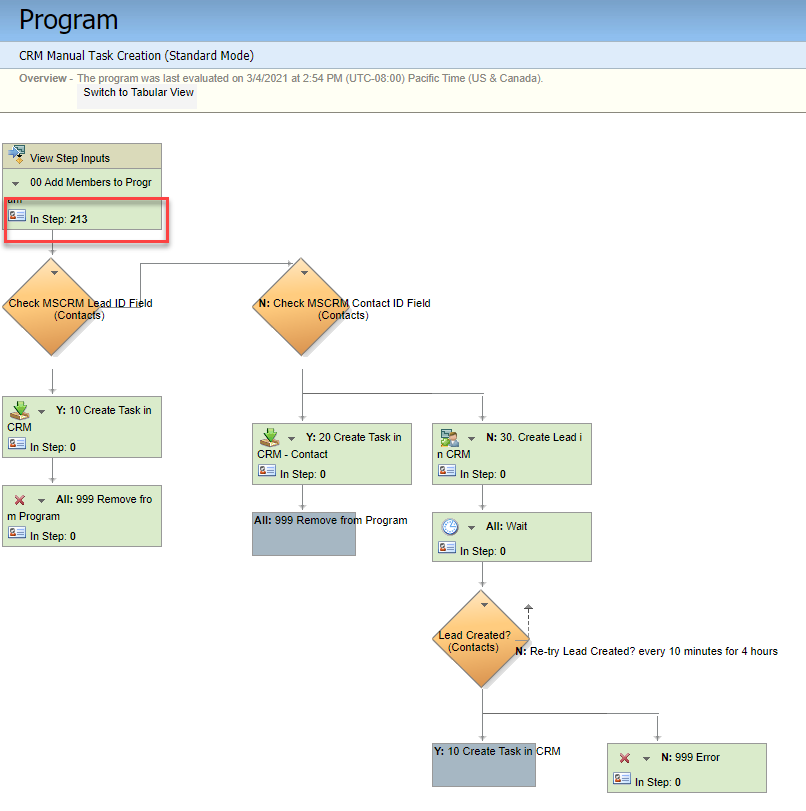 Program
CRM Manual Task Creation (Standard Mode)
Overview - The program was last evaluated on 3/4/2021 at 2:54 PM (UTC-08:00) Pacific Time (US & Canada).
Switch to Tabular View
View Step Inputs
00 Add Members to Progr
am
In Step: 213
Check MSCRM Lead ID Field
(Contacts)
N: Check MSCRM Contact ID Field
(Contacts)
Y: 10 Create Task in
CRM
In Step: 0
All: 999 Remove fro
m Program
In Step: 0
Y: 20 Create Task in
CRM - Contact
In Step: 0
All: 999 Remove from Program
N: 30. Create Lead i
n CRM
In Step: 0
All: Wait
In Step: 0
Lead Created?
(Contacts)
N: Re-try Lead Created? every 10 minutes for 4 hours
Y: 10 Create Task in CRM
N: 999 Error
In Step: 0